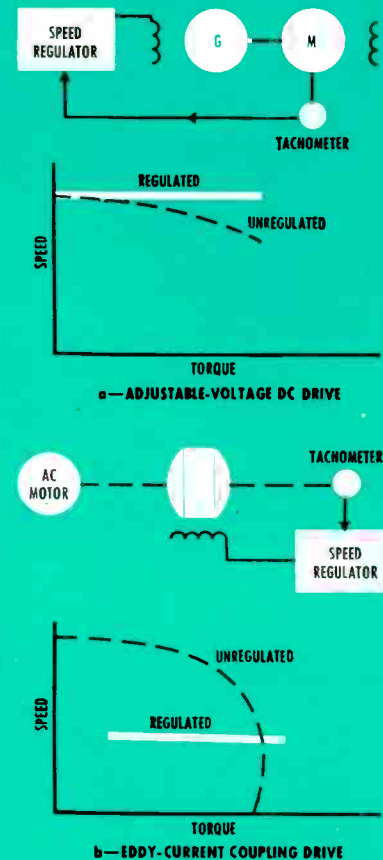 SPEED
REGULATOR
G
M
TACHOMETER
REGULATED
UNREGULATED
SPEED
TORQUE
a—ADJUSTABLE-VOLTAGE DC DRIVE
AC
MOTOR
TACHOMETER
SPEED
REGULATOR
UNREGULATED
REGULATED
SPEED
TORQUE
b—EDDY-CURRENT COUPLING DRIVE